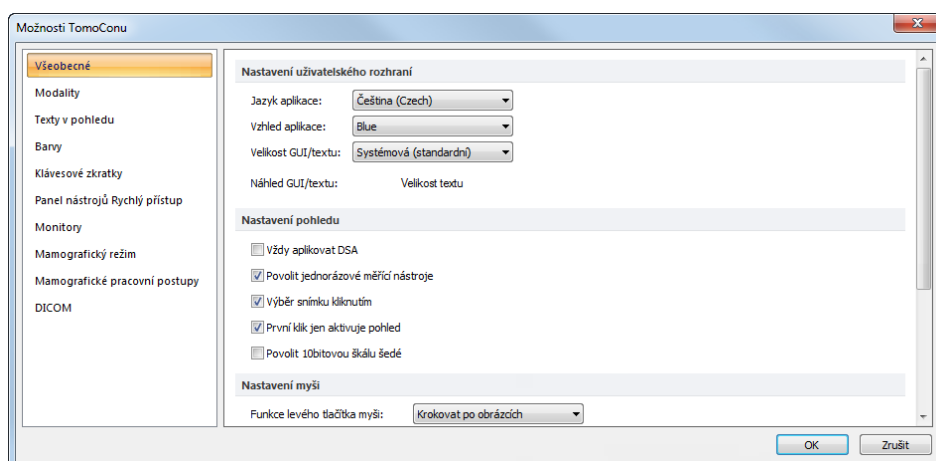 Možnosti TomoConu
Všeobecné
Modality
Texty v pohledu
Barvy
Klávesové zkratky
Panel nástrojů Rychlý přístup
Monitory
Mamografický režim
Mamografické pracovní postupy
DICOM
Nastavení uživatelského rozhraní
Jazyk aplikace: Čeština (Czech)
Vzhled aplikace: Blue
Velikost GUI/textu: Systémová (standardní)
Náhled GUI/textu: Velikost textu
Nastavení pohledu
Vždy aplikovat DSA
Povolit jednorázové měřící nástroje
Výběr snímku kliknutím
První klik jen aktivuje pohled
Povolit 10bitovou škálu šedé
Nastavení myši
Funkce levého tlačítka myši: Krokovat po obrázcích
OK Zrušit